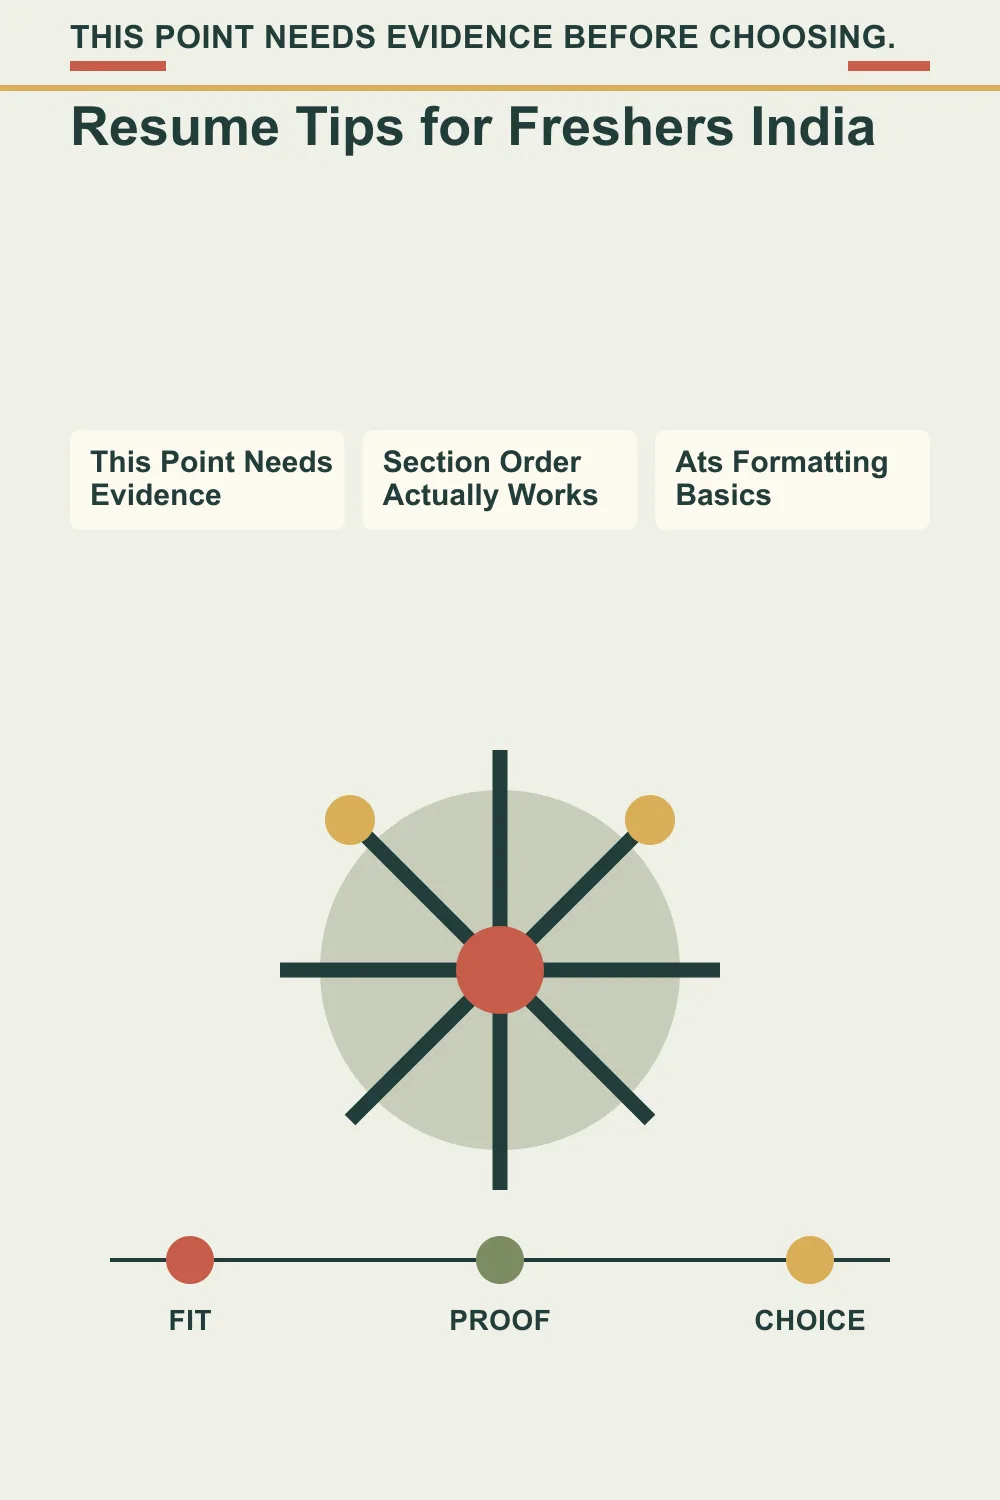 THIS POINT NEEDS EVIDENCE BEFORE CHOOSING.
Resume Tips for Freshers India
This Point Needs
Evidence
Section Order
Actually Works
Ats Formatting
Basics
FIT
PROOF
CHOICE